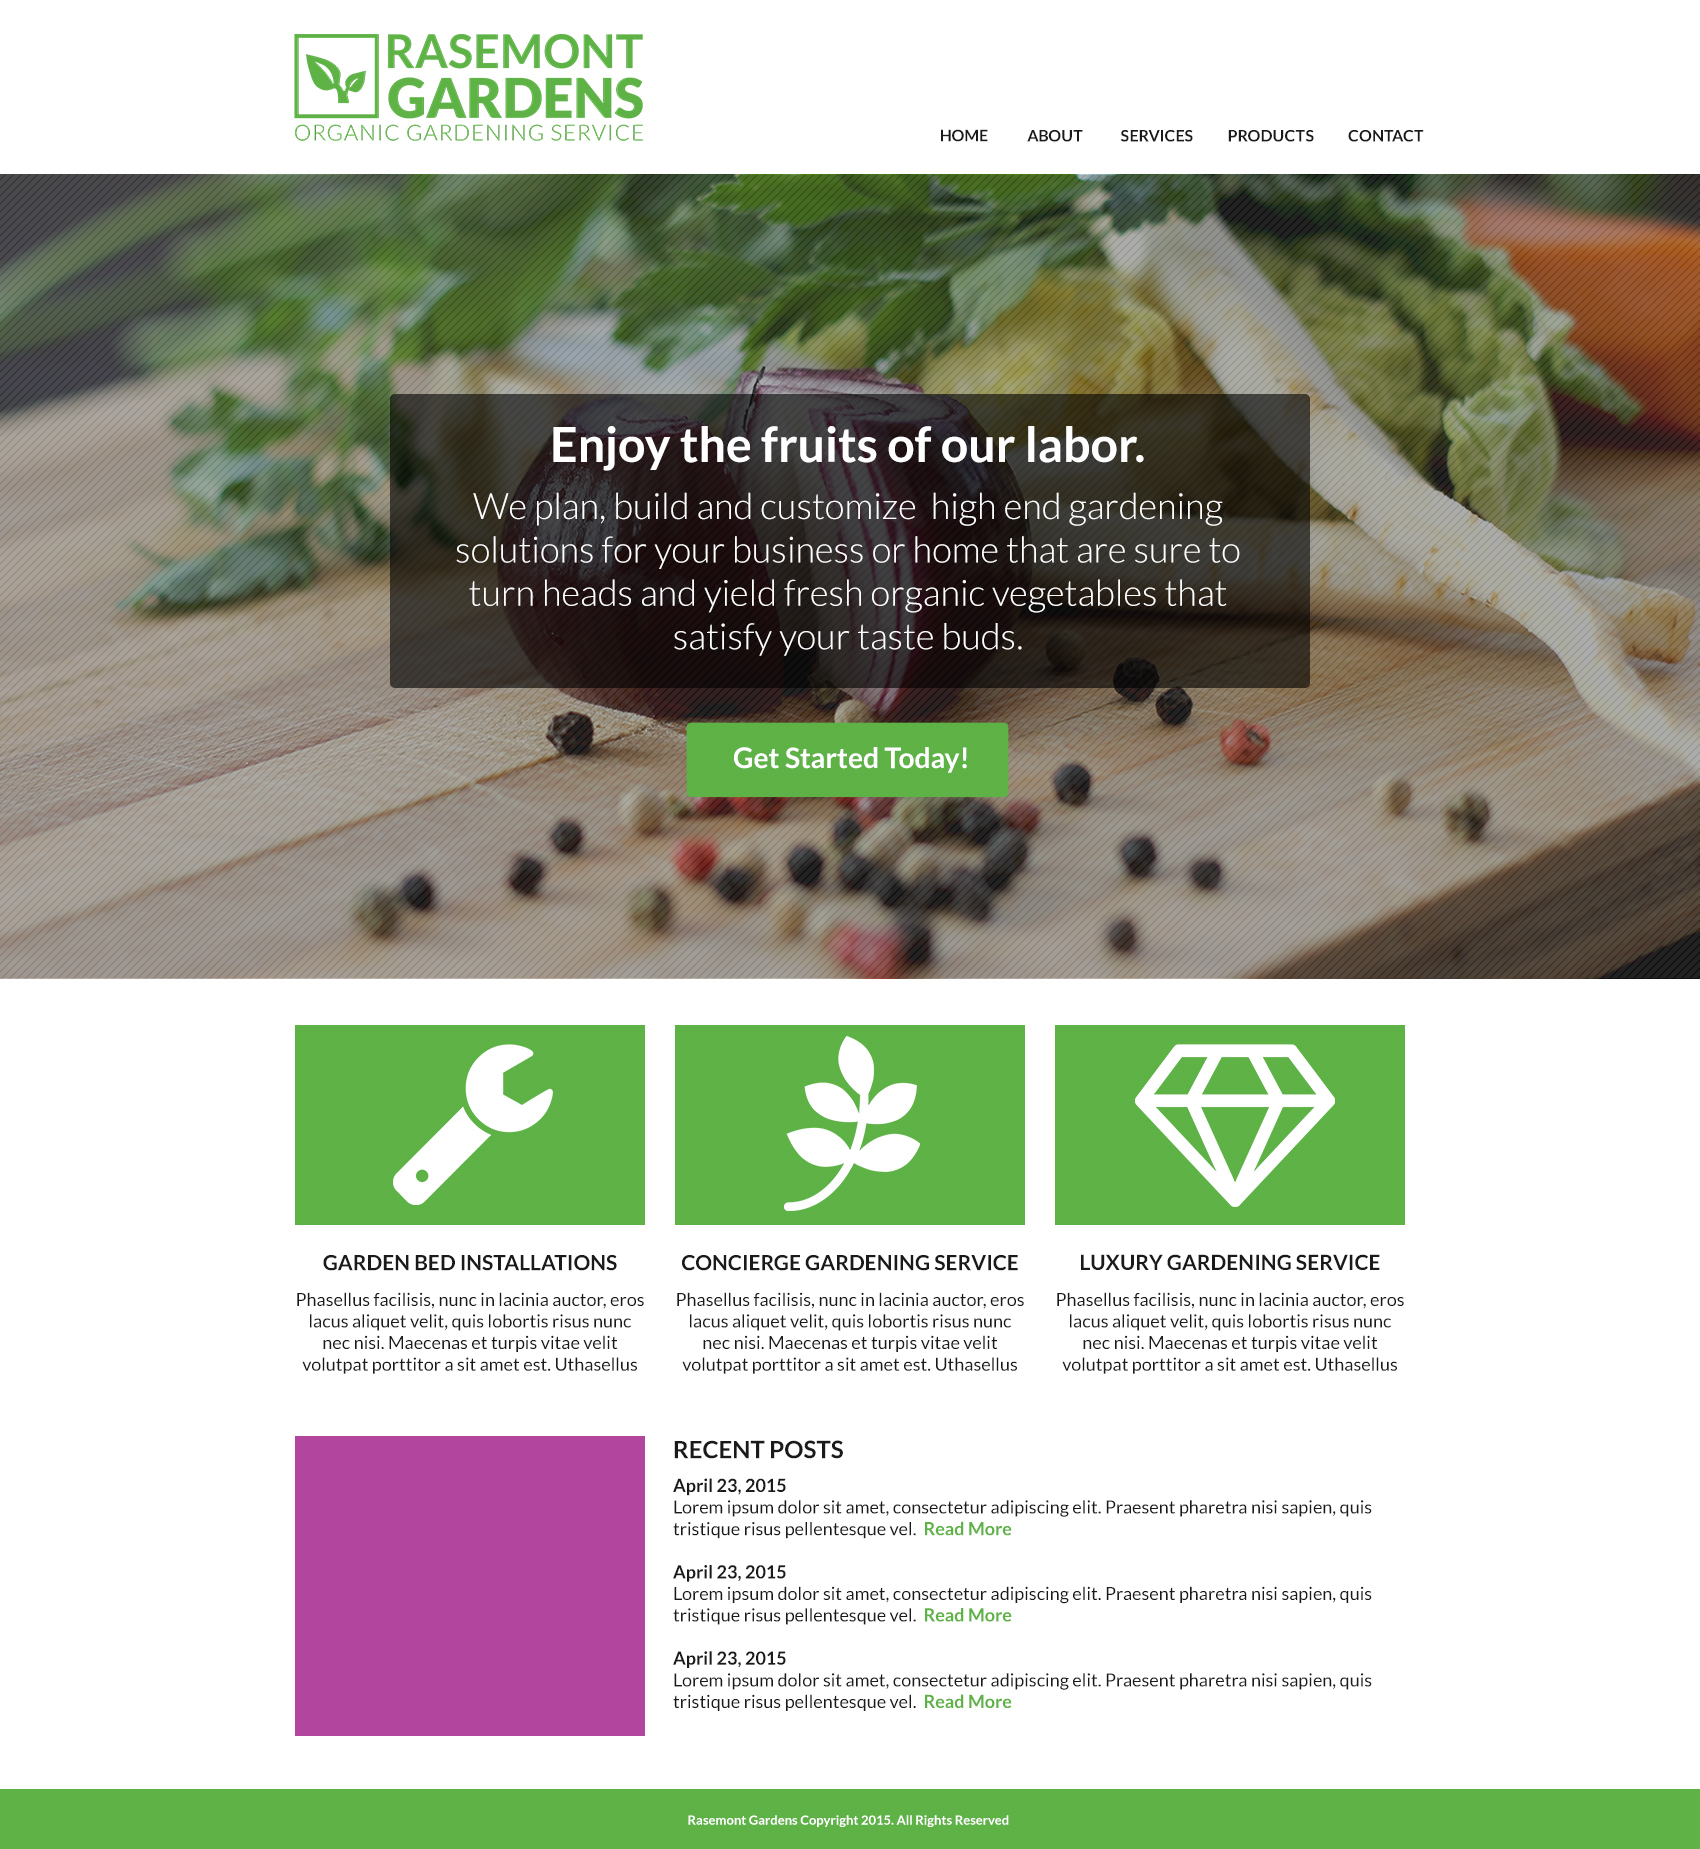 RASEMONT
GARDENS
ORGANIC GARDENING SERVICE
HOME ABOUT SERVICES PRODUCTS CONTACT
Enjoy the fruits of our labor.
We plan, build and customize high end gardening
solutions for your business or home that are sure to
turn heads and yield fresh organic vegetables that
satisfy your taste buds.
Get Started Today!
GARDEN BED INSTALLATIONS
Phasellus facilisis, nunc in lacinia auctor, eros
lacus aliquet velit, quis lobortis risus nunc
nec nisi. Maecenas et turpis vitae velit
volutpat porttitor a sit amet est. Uthasellus
CONCIERGE GARDENING SERVICE
Phasellus facilisis, nunc in lacinia auctor, eros
lacus aliquet velit, quis lobortis risus nunc
nec nisi. Maecenas et turpis vitae velit
volutpat porttitor a sit amet est. Uthasellus
LUXURY GARDENING SERVICE
Phasellus facilisis, nunc in lacinia auctor, eros
lacus aliquet velit, quis lobortis risus nunc
nec nisi. Maecenas et turpis vitae velit
volutpat porttitor a sit amet est. Uthasellus
RECENT POSTS
April 23, 2015
Lorem ipsum dolor sit amet, consectetur adipiscing elit. Praesent pharetra nisi sapien, quis
tristique risus pellentesque vel. Read More
April 23, 2015
Lorem ipsum dolor sit amet, consectetur adipiscing elit. Praesent pharetra nisi sapien, quis
tristique risus pellentesque vel. Read More
April 23, 2015
Lorem ipsum dolor sit amet, consectetur adipiscing elit. Praesent pharetra nisi sapien, quis
tristique risus pellentesque vel. Read More
Rasemont Gardens Copyright 2015. All Rights Reserved